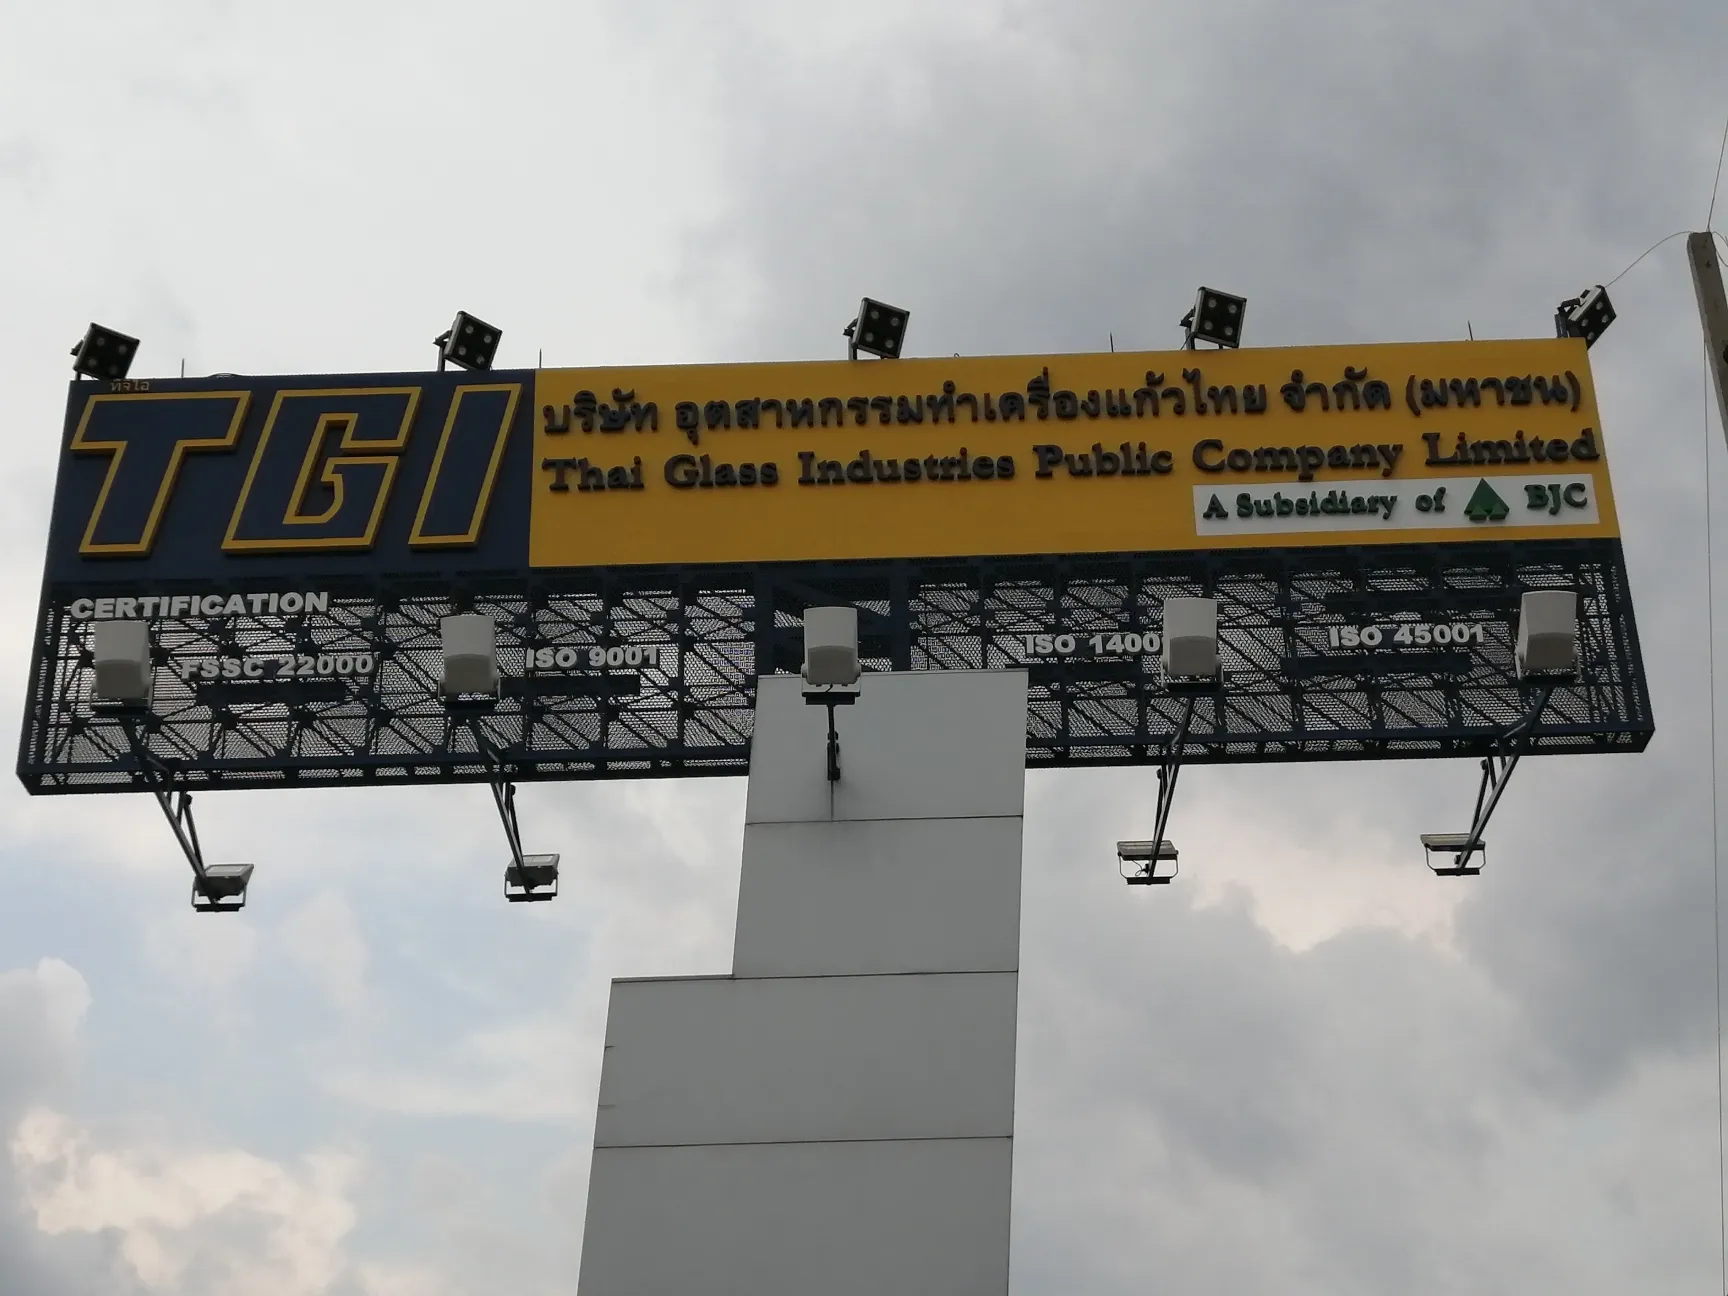 ทีจีไอ
TGI
บริษัท อุตสาหกรรมทำเครื่องแก้วไทย จำกัด (มหาชน)
Thai Glass Industries Public Company Limited
A Subsidiary of BJC
CERTIFICATION
FSSC 22000 ISO 9001 ISO 1400 ISO 45001